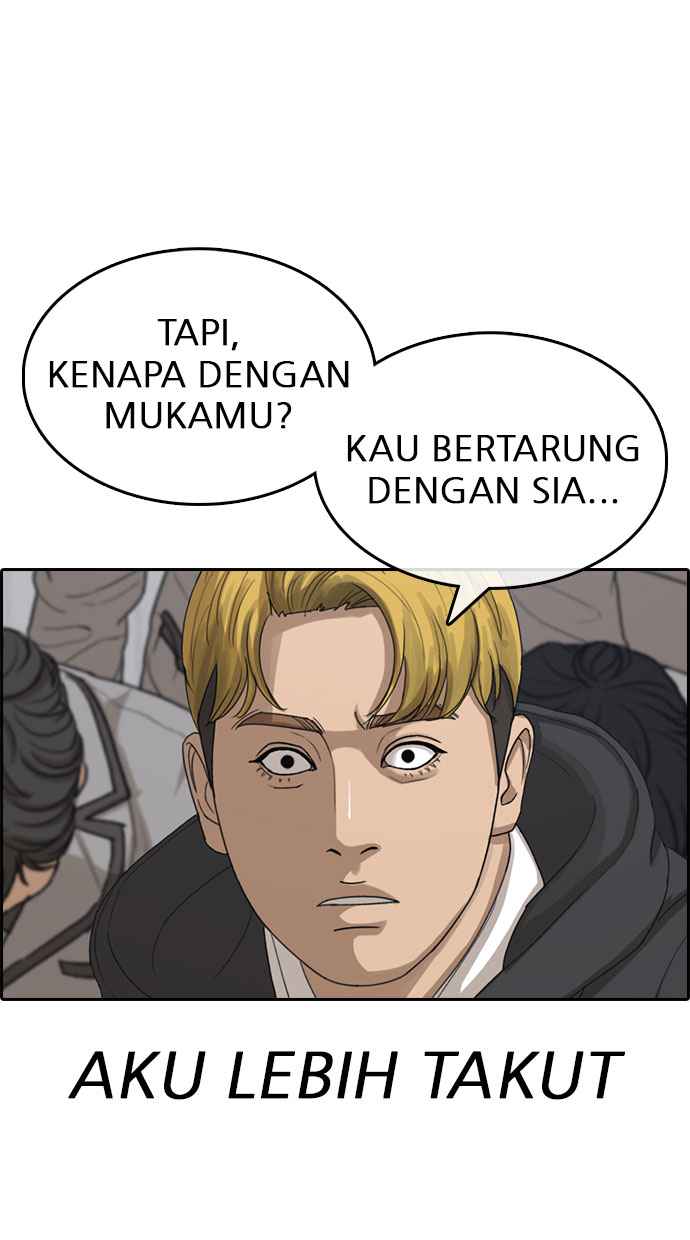 TAPI,
KENAPA DENGAN
MUKAMU?
KAU BERTARUNG
DENGAN SIA...
AKU LEBIH TAKUT